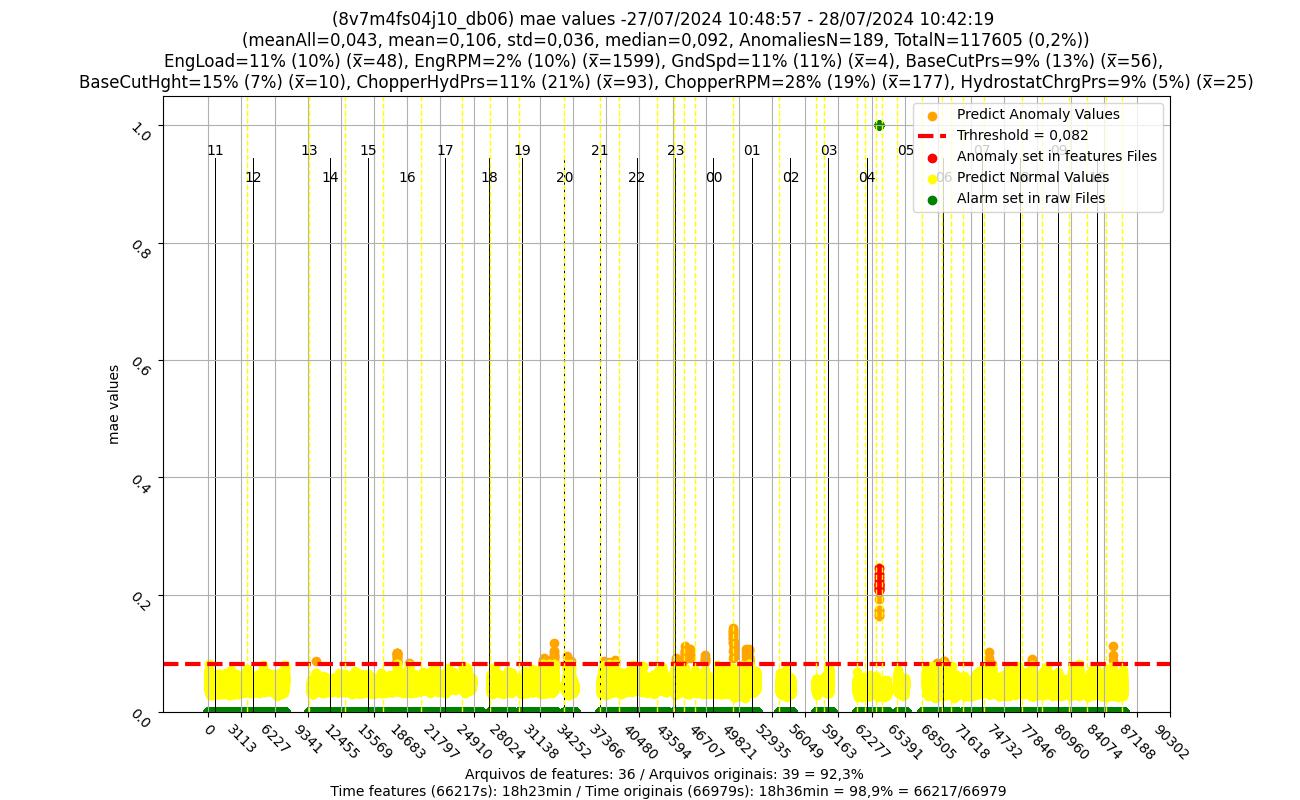 (8v7m4fs04j10_db06) mae values -27/07/2024 10:48:57 - 28/07/2024 10:42:19
(meanAll=0,043, mean=0,106, std=0,036, median=0,092, AnomaliesN=189, TotalN=117605 (0,2%))
EngLoad=11% (10%) (x̅=48), EngRPM=2% (10%) (x̅=1599), GndSpd=11% (11%) (x̅=4), BaseCutPrs=9% (13%) (x̅=56),
BaseCutHght=15% (7%) (x̅=10), ChopperHydPrs=11% (21%) (x̅=93), ChopperRPM=28% (19%) (x̅=177), HydrostatChrgPrs=9% (5%) (x̅=25)
1.0
0.8
0.6
0.4
0.2
0.0
mae values
11 13 15 17 19 21 23 01 03 05 07 09
12 14 16 18 20 22 00 02 04 06
Predict Anomaly Values
Trhreshold = 0,082
Anomaly set in features Files
Predict Normal Values
Alarm set in raw Files
0 3113 6227 9341 12455 15569 18683 21797 24910 28024 31138 34252 37366 40480 43594 46707 49821 52935 56049 59163 62277 65391 68505 71618 74732 77846 80960 84074 87188 90302
Arquivos de features: 36 / Arquivos originais: 39 = 92,3%
Time features (66217s): 18h23min / Time originais (66979s): 18h36min = 98,9% = 66217/66979